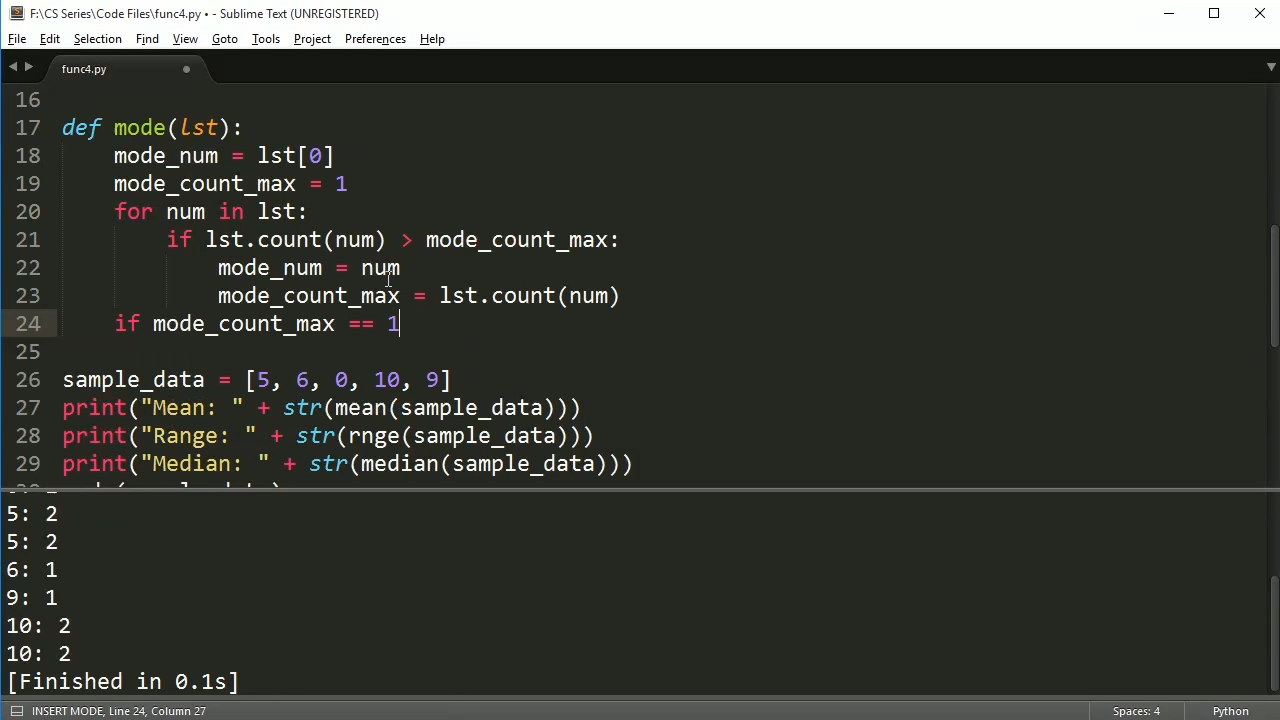 F:\CS Series\Code Files\func4.py • - Sublime Text (UNREGISTERED)
File Edit Selection Find View Goto Tools Project Preferences Help
func4.py
16
17 def mode(lst):
18     mode_num = lst[0]
19     mode_count_max = 1
20     for num in lst:
21         if lst.count(num) > mode_count_max:
22             mode_num = num
23             mode_count_max = lst.count(num)
24     if mode_count_max == 1
25
26 sample_data = [5, 6, 0, 10, 9]
27 print("Mean: " + str(mean(sample_data)))
28 print("Range: " + str(rnge(sample_data)))
29 print("Median: " + str(median(sample_data)))
5: 2
5: 2
6: 1
9: 1
10: 2
10: 2
[Finished in 0.1s]
INSERT MODE, Line 24, Column 27 Spaces: 4 Python